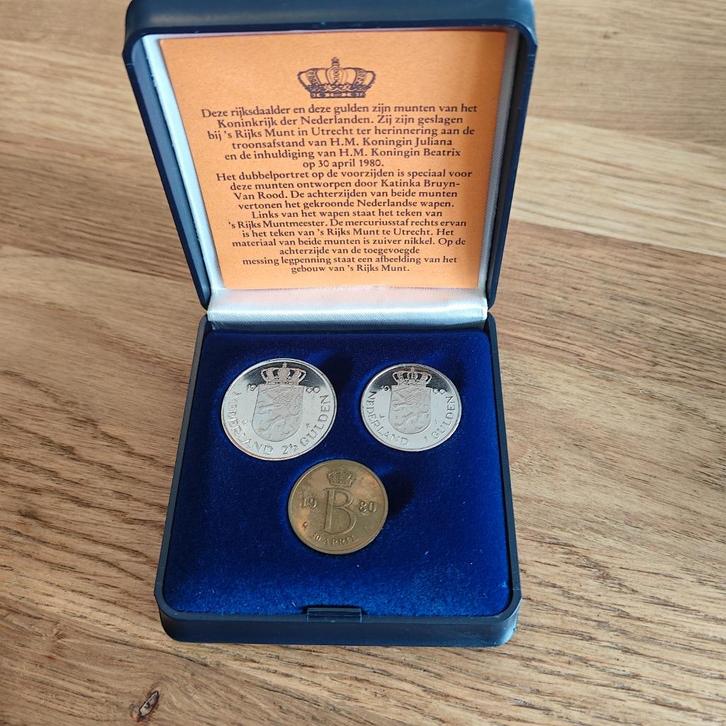 Deze rijksdaalder en deze gulden zijn munten van het
Koninkrijk der Nederlanden. Zij zijn geslagen
bij 's Rijks Munt in Utrecht ter herinnering aan de
troonsafstand van H.M. Koningin Juliana
en de inhuldiging van H.M. Koningin Beatrix
op 30 april 1980.
Het dubbelportret op de voorzijden is speciaal voor
deze munten ontworpen door Katinka Bruyn-
Van Rood. De achterzijden van beide munten
vertonen het gekroonde Nederlandse wapen.
Links van het wapen staat het teken van
's Rijks Muntmeester. De mercuriusstaf rechts ervan
is het teken van 's Rijks Munt te Utrecht. Het
materiaal van beide munten is zuiver nikkel. Op de
achterzijde van de toegevoegde
messing legpenning staat een afbeelding van het
gebouw van 's Rijks Munt.
NEDERLAND 2½ GULDEN
NEDERLAND 1 GULDEN
19 B 80
30 APRIL